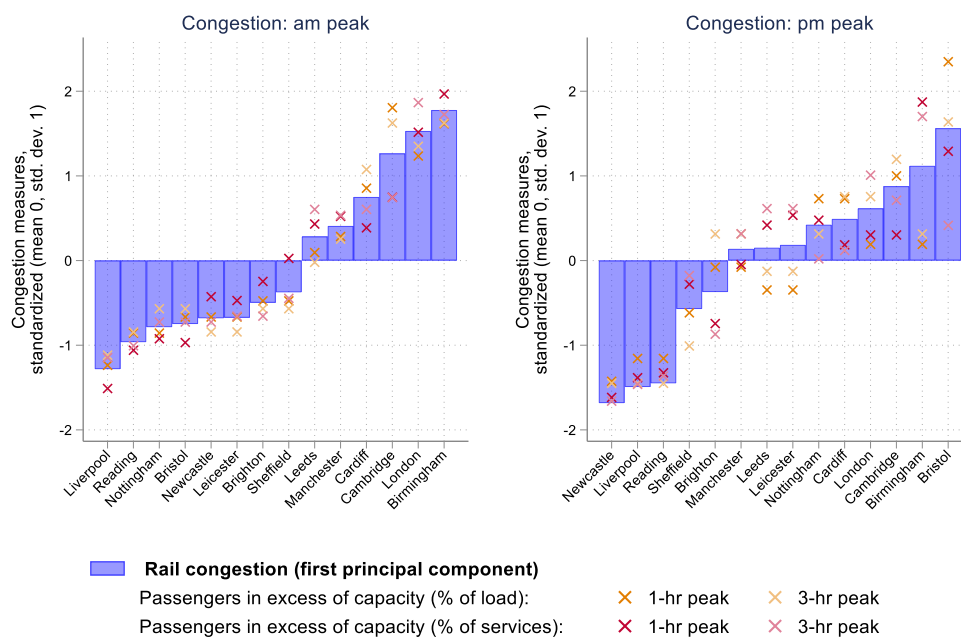 Congestion: am peak
Congestion: pm peak
Congestion measures,
standardized (mean 0, std. dev. 1)
2
1
0
-1
-2
Liverpool
Reading
Nottingham
Bristol
Newcastle
Leicester
Brighton
Sheffield
Leeds
Manchester
Cardiff
Cambridge
London
Birmingham
Congestion measures,
standardized (mean 0, std. dev. 1)
2
1
0
-1
-2
Newcastle
Liverpool
Reading
Sheffield
Brighton
Manchester
Leeds
Leicester
Nottingham
Cardiff
London
Cambridge
Birmingham
Bristol
Rail congestion (first principal component)
Passengers in excess of capacity (% of load): 1-hr peak 3-hr peak
Passengers in excess of capacity (% of services): 1-hr peak 3-hr peak